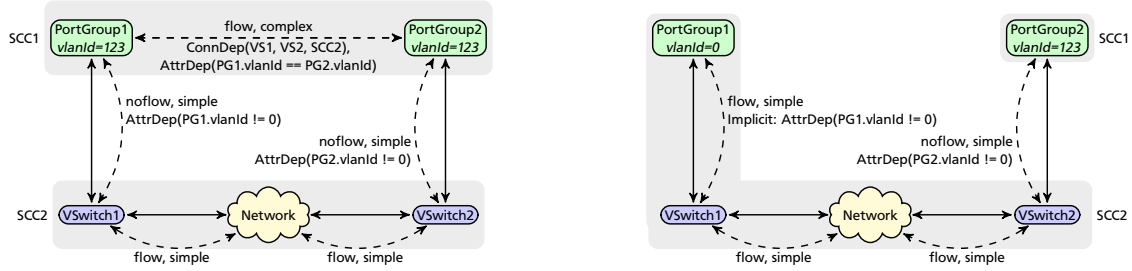 SCC1
PortGroup1
vlanId=123
flow, complex
ConnDep(VS1, VS2, SCC2),
AttrDep(PG1.vlanId == PG2.vlanId)
PortGroup2
vlanId=123
noflow, simple
AttrDep(PG1.vlanId != 0)
noflow, simple
AttrDep(PG2.vlanId != 0)
SCC2
VSwitch1
Network
VSwitch2
flow, simple
flow, simple
PortGroup1
vlanId=0
PortGroup2
vlanId=123
SCC1
flow, simple
Implicit: AttrDep(PG1.vlanId != 0)
noflow, simple
AttrDep(PG2.vlanId != 0)
VSwitch1
Network
VSwitch2
SCC2
flow, simple
flow, simple